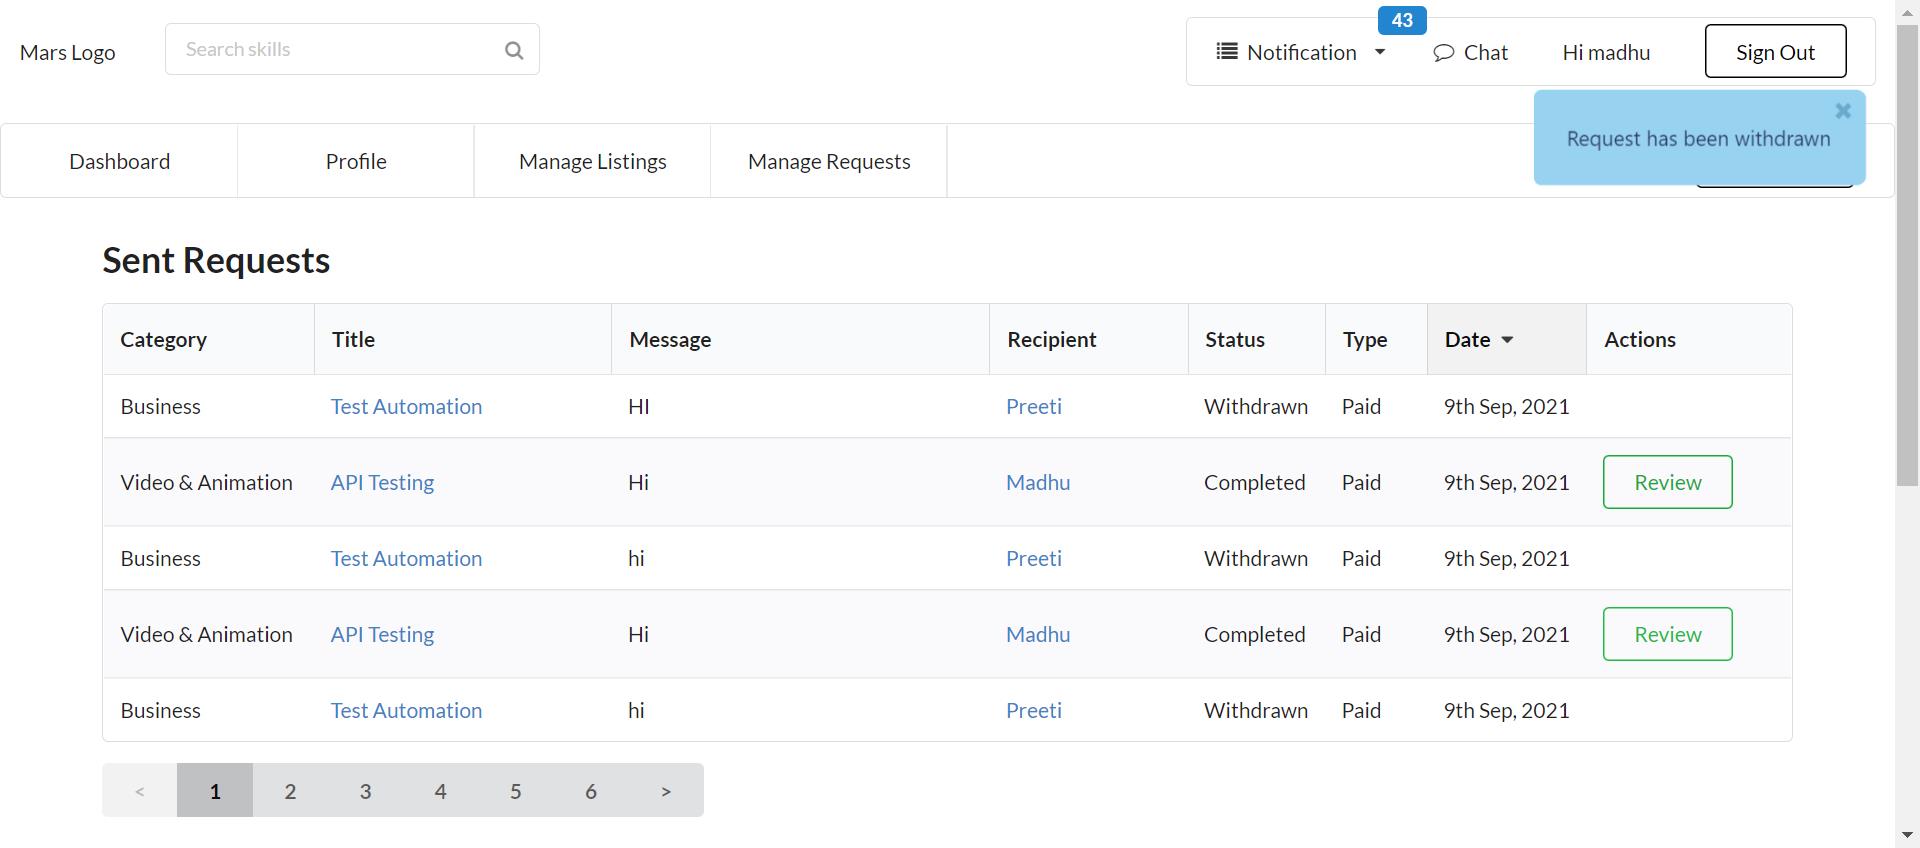 Mars Logo
Search skills
43
Notification
Chat
Hi madhu
Sign Out
Request has been withdrawn
Dashboard
Profile
Manage Listings
Manage Requests
Sent Requests
Category Title Message Recipient Status Type Date Actions
Business Test Automation HI Preeti Withdrawn Paid 9th Sep, 2021
Video & Animation API Testing Hi Madhu Completed Paid 9th Sep, 2021 Review
Business Test Automation hi Preeti Withdrawn Paid 9th Sep, 2021
Video & Animation API Testing Hi Madhu Completed Paid 9th Sep, 2021 Review
Business Test Automation hi Preeti Withdrawn Paid 9th Sep, 2021
< 1 2 3 4 5 6 >